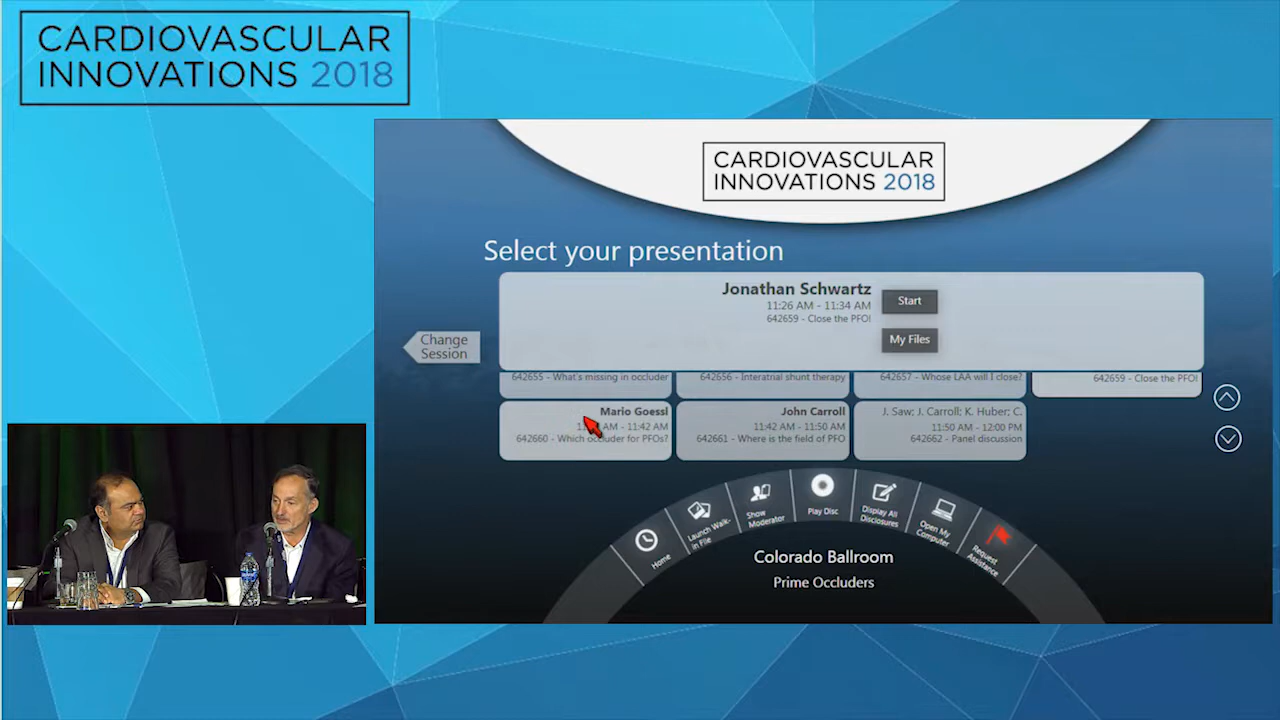 CARDIOVASCULAR
INNOVATIONS 2018
CARDIOVASCULAR
INNOVATIONS 2018
Select your presentation
Jonathan Schwartz
11:26 AM - 11:34 AM
642659 - Close the PFO!
Start
My Files
Change
Session
642655 - What's missing in occluder
642656 - Interatrial shunt therapy
642657 - Whose LAA will I close?
642659 - Close the PFO!
Mario Goessl
AM - 11:42 AM
642660 - Which occluder for PFOs?
John Carroll
11:42 AM - 11:50 AM
642661 - Where is the field of PFO
J. Saw; J. Carroll; K. Huber; C.
11:50 AM - 12:00 PM
642662 - Panel discussion
Home
Launch Walk-
in File
Show
Moderator
Play Disc
Display All
Disclosures
Open My
Computer
Request
Assistance
Colorado Ballroom
Prime Occluders